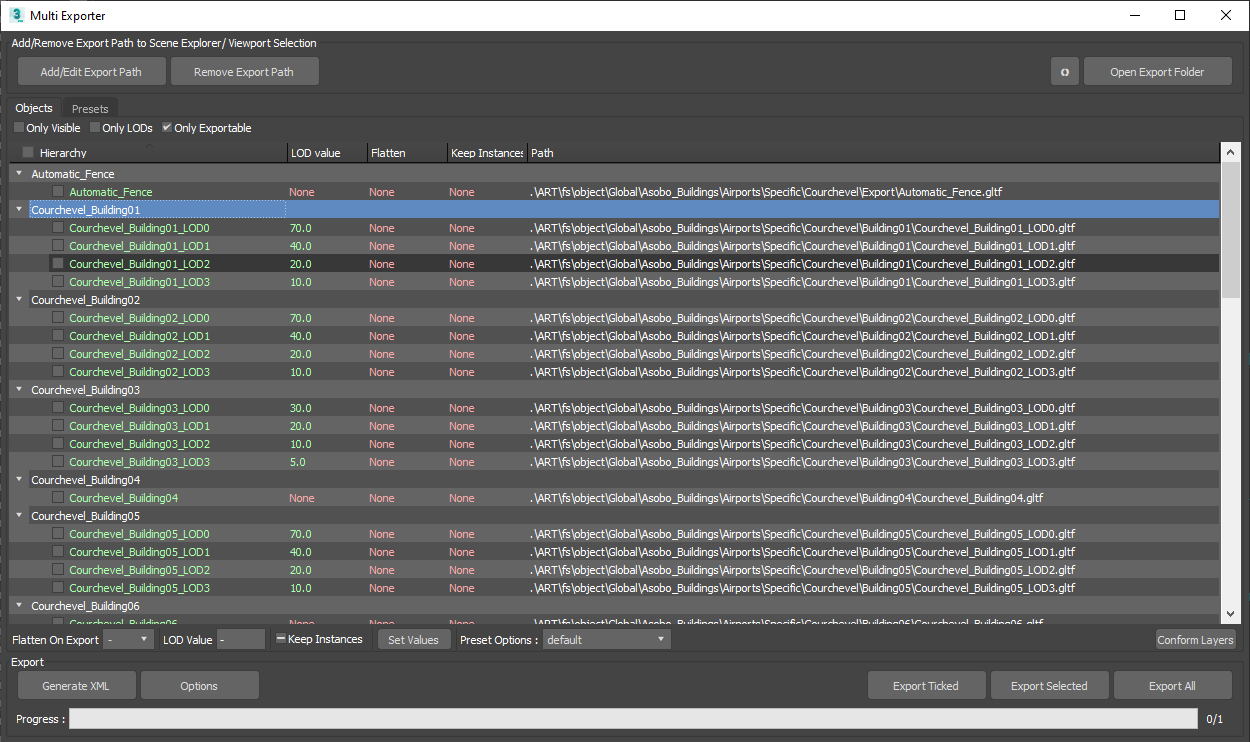 Multi Exporter
Add/Remove Export Path to Scene Explorer/ Viewport Selection
Add/Edit Export Path Remove Export Path Open Export Folder
Objects Presets
Only Visible Only LODs Only Exportable
Hierarchy LOD value Flatten Keep Instances Path
Automatic_Fence
Automatic_Fence None None None .\ART\fs\object\Global\Asobo_Buildings\Airports\Specific\Courchevel\Export\Automatic_Fence.gltf
Courchevel_Building01
Courchevel_Building01_LOD0 70.0 None None .\ART\fs\object\Global\Asobo_Buildings\Airports\Specific\Courchevel\Building01\Courchevel_Building01_LOD0.gltf
Courchevel_Building01_LOD1 40.0 None None .\ART\fs\object\Global\Asobo_Buildings\Airports\Specific\Courchevel\Building01\Courchevel_Building01_LOD1.gltf
Courchevel_Building01_LOD2 20.0 None None .\ART\fs\object\Global\Asobo_Buildings\Airports\Specific\Courchevel\Building01\Courchevel_Building01_LOD2.gltf
Courchevel_Building01_LOD3 10.0 None None .\ART\fs\object\Global\Asobo_Buildings\Airports\Specific\Courchevel\Building01\Courchevel_Building01_LOD3.gltf
Courchevel_Building02
Courchevel_Building02_LOD0 70.0 None None .\ART\fs\object\Global\Asobo_Buildings\Airports\Specific\Courchevel\Building02\Courchevel_Building02_LOD0.gltf
Courchevel_Building02_LOD1 40.0 None None .\ART\fs\object\Global\Asobo_Buildings\Airports\Specific\Courchevel\Building02\Courchevel_Building02_LOD1.gltf
Courchevel_Building02_LOD2 20.0 None None .\ART\fs\object\Global\Asobo_Buildings\Airports\Specific\Courchevel\Building02\Courchevel_Building02_LOD2.gltf
Courchevel_Building02_LOD3 10.0 None None .\ART\fs\object\Global\Asobo_Buildings\Airports\Specific\Courchevel\Building02\Courchevel_Building02_LOD3.gltf
Courchevel_Building03
Courchevel_Building03_LOD0 30.0 None None .\ART\fs\object\Global\Asobo_Buildings\Airports\Specific\Courchevel\Building03\Courchevel_Building03_LOD0.gltf
Courchevel_Building03_LOD1 20.0 None None .\ART\fs\object\Global\Asobo_Buildings\Airports\Specific\Courchevel\Building03\Courchevel_Building03_LOD1.gltf
Courchevel_Building03_LOD2 10.0 None None .\ART\fs\object\Global\Asobo_Buildings\Airports\Specific\Courchevel\Building03\Courchevel_Building03_LOD2.gltf
Courchevel_Building03_LOD3 5.0 None None .\ART\fs\object\Global\Asobo_Buildings\Airports\Specific\Courchevel\Building03\Courchevel_Building03_LOD3.gltf
Courchevel_Building04
Courchevel_Building04 None None None .\ART\fs\object\Global\Asobo_Buildings\Airports\Specific\Courchevel\Building04\Courchevel_Building04.gltf
Courchevel_Building05
Courchevel_Building05_LOD0 70.0 None None .\ART\fs\object\Global\Asobo_Buildings\Airports\Specific\Courchevel\Building05\Courchevel_Building05_LOD0.gltf
Courchevel_Building05_LOD1 40.0 None None .\ART\fs\object\Global\Asobo_Buildings\Airports\Specific\Courchevel\Building05\Courchevel_Building05_LOD1.gltf
Courchevel_Building05_LOD2 20.0 None None .\ART\fs\object\Global\Asobo_Buildings\Airports\Specific\Courchevel\Building05\Courchevel_Building05_LOD2.gltf
Courchevel_Building05_LOD3 10.0 None None .\ART\fs\object\Global\Asobo_Buildings\Airports\Specific\Courchevel\Building05\Courchevel_Building05_LOD3.gltf
Courchevel_Building06
Courchevel_Building06 None None None .\ART\fs\object\Global\Asobo_Buildings\Airports\Specific\Courchevel\Building06\Courchevel_Building06.gltf
Flatten On Export - LOD Value - Keep Instances Set Values Preset Options : default Conform Layers
Export
Generate XML Options Export Ticked Export Selected Export All
Progress : 0/1